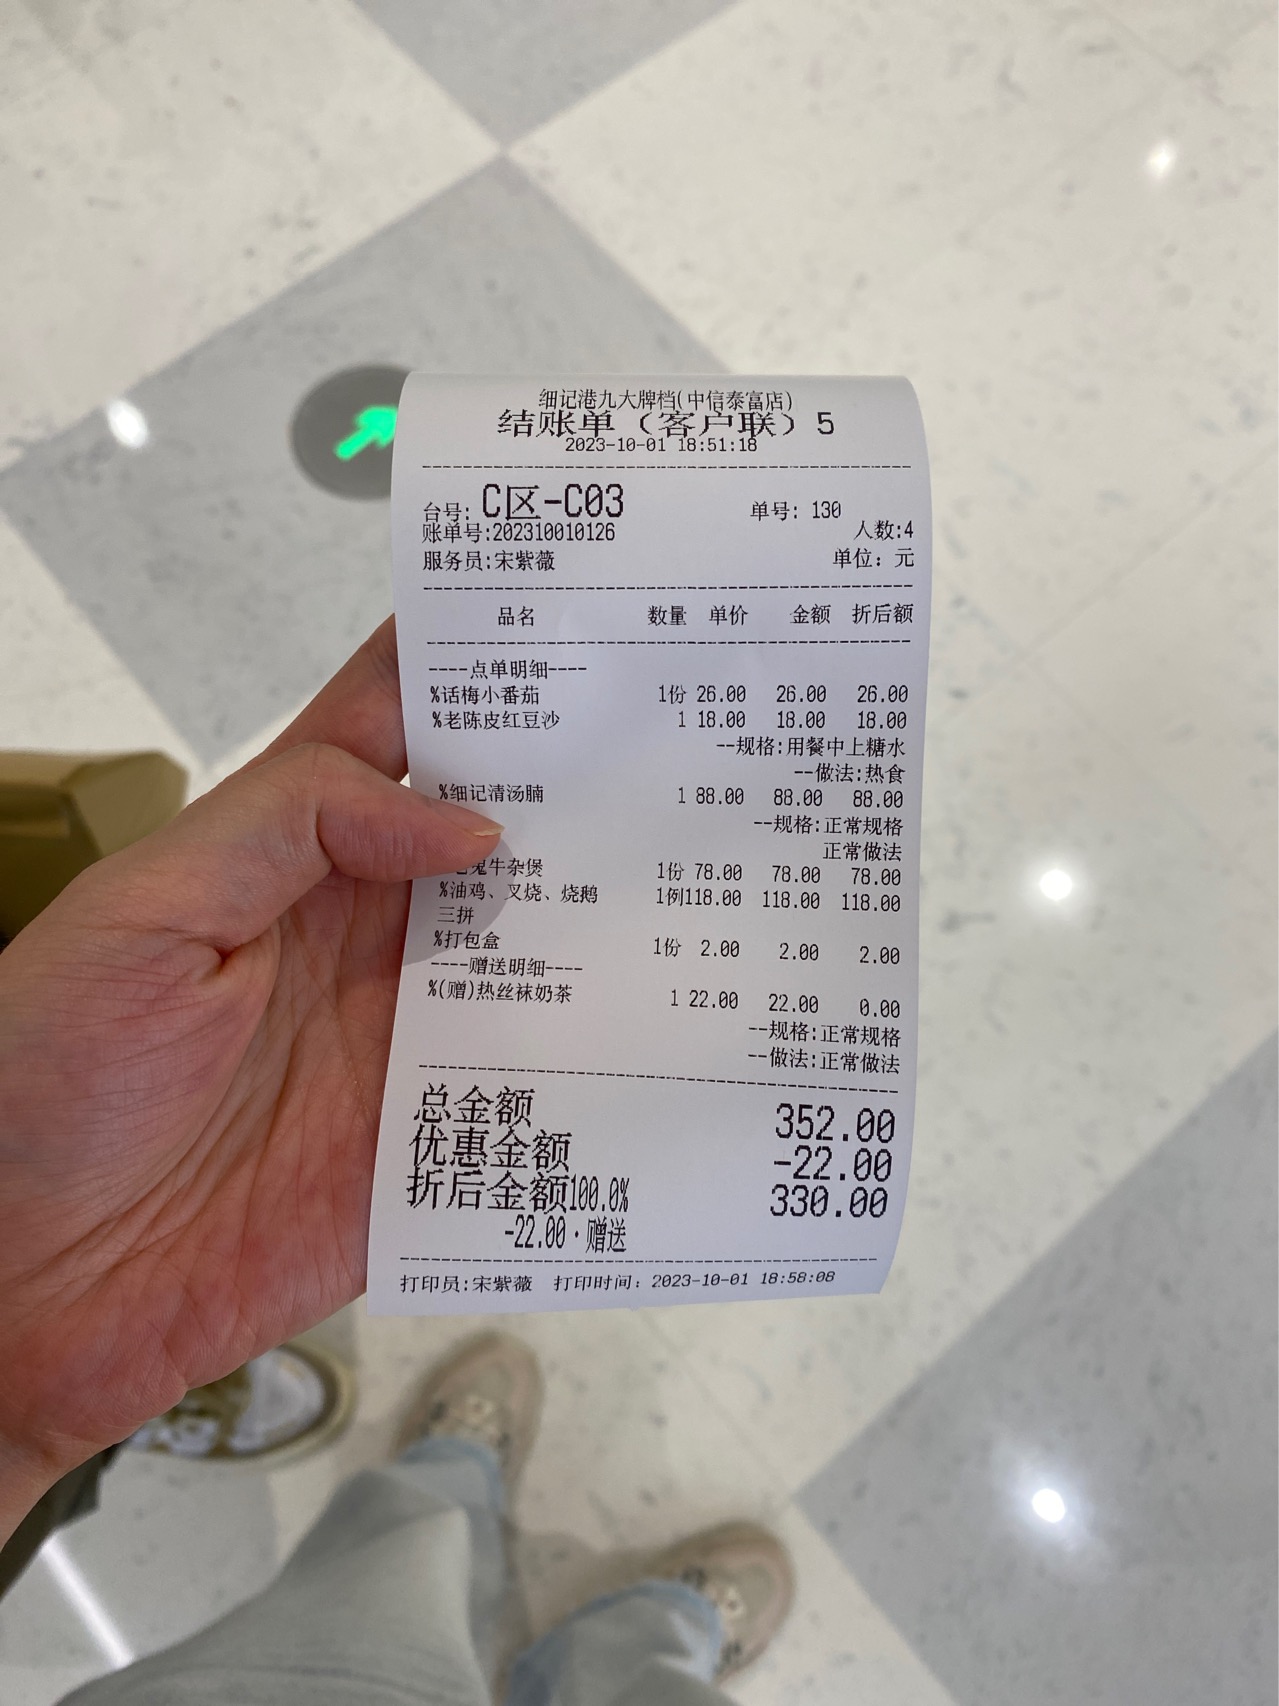 细记港九大牌档(中信泰富店)
结账单（客户联）5
2023-10-01 18:51:18
台号: C区-C03 单号: 130
账单号:202310010126 人数:4
服务员:宋紫薇 单位: 元
品名 数量 单价 金额 折后额
----点单明细----
%话梅小番茄 1份 26.00 26.00 26.00
%老陈皮红豆沙 1 18.00 18.00 18.00
--规格:用餐中上糖水
--做法:热食
%细记清汤腩 1 88.00 88.00 88.00
--规格:正常规格
正常做法
鬼牛杂煲 1份 78.00 78.00 78.00
%油鸡、叉烧、烧鹅 1例118.00 118.00 118.00
三拼
%打包盒 1份 2.00 2.00 2.00
----赠送明细----
%(赠)热丝袜奶茶 1 22.00 22.00 0.00
--规格:正常规格
--做法:正常做法
总金额 352.00
优惠金额 -22.00
折后金额100.0% 330.00
-22.00·赠送
打印员:宋紫薇 打印时间: 2023-10-01 18:58:08